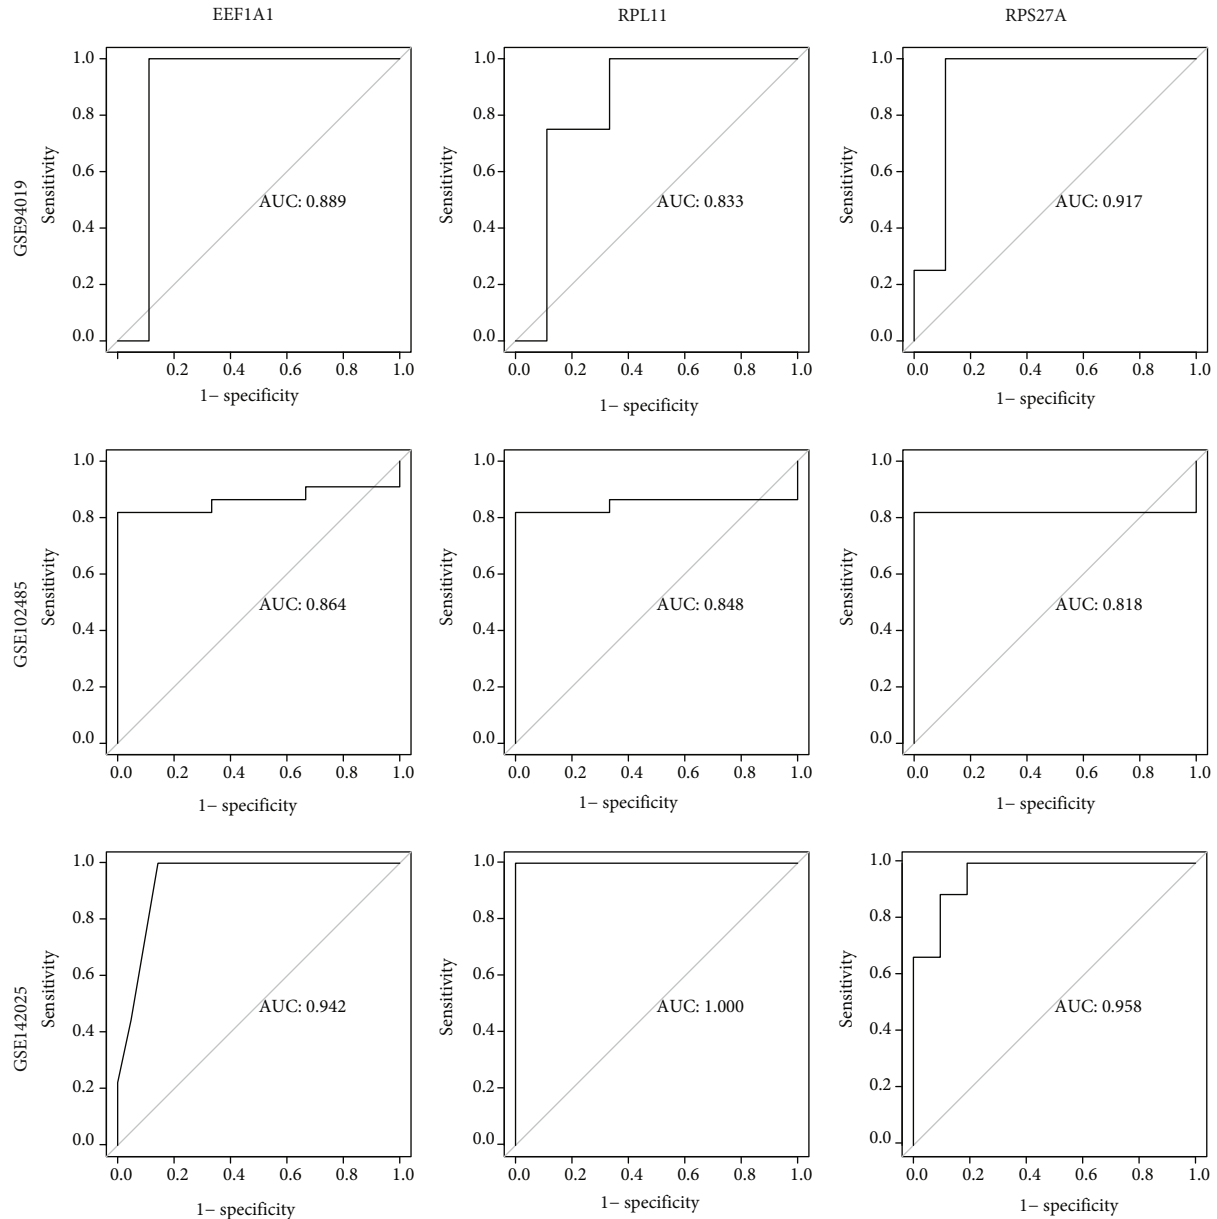 EEF1A1 RPL11 RPS27A
GSE94019
Sensitivity
1.0
0.8
0.6
0.4
0.2
0.0
AUC: 0.889
0.2 0.4 0.6 0.8 1.0
1− specificity
Sensitivity
1.0
0.8
0.6
0.4
0.2
0.0
AUC: 0.833
0.0 0.2 0.4 0.6 0.8 1.0
1− specificity
Sensitivity
1.0
0.8
0.6
0.4
0.2
0.0
AUC: 0.917
0.0 0.2 0.4 0.6 0.8 1.0
1− specificity
GSE102485
Sensitivity
1.0
0.8
0.6
0.4
0.2
0.0
AUC: 0.864
0.0 0.2 0.4 0.6 0.8 1.0
1− specificity
Sensitivity
1.0
0.8
0.6
0.4
0.2
0.0
AUC: 0.848
0.0 0.2 0.4 0.6 0.8 1.0
1− specificity
Sensitivity
1.0
0.8
0.6
0.4
0.2
0.0
AUC: 0.818
0.0 0.2 0.4 0.6 0.8 1.0
1− specificity
GSE142025
Sensitivity
1.0
0.8
0.6
0.4
0.2
0.0
AUC: 0.942
0.0 0.2 0.4 0.6 0.8 1.0
1− specificity
Sensitivity
1.0
0.8
0.6
0.4
0.2
0.0
AUC: 1.000
0.0 0.2 0.4 0.6 0.8 1.0
1− specificity
Sensitivity
1.0
0.8
0.6
0.4
0.2
0.0
AUC: 0.958
0.0 0.2 0.4 0.6 0.8 1.0
1− specificity